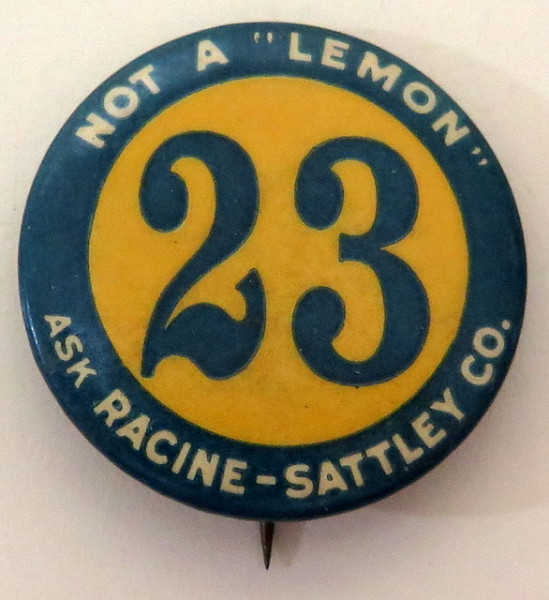 NOT A "LEMON"
23
ASK RACINE-SATTLEY CO.